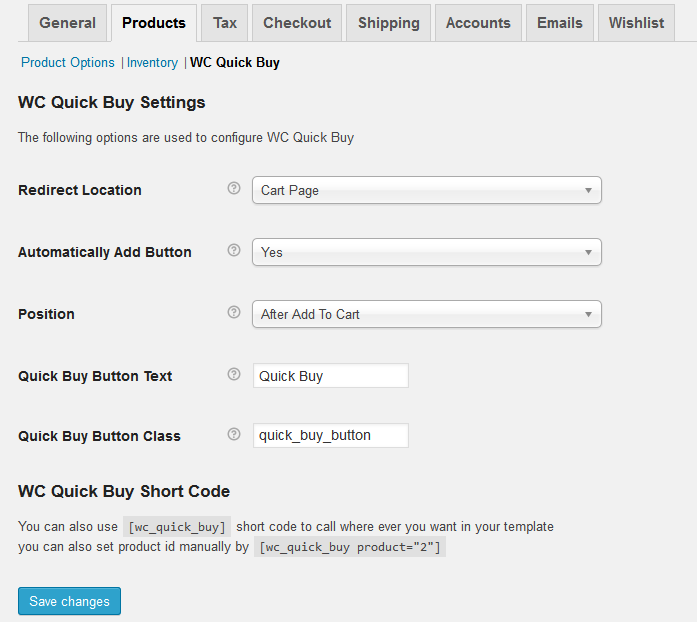 General Products Tax Checkout Shipping Accounts Emails Wishlist
Product Options | Inventory | WC Quick Buy
WC Quick Buy Settings
The following options are used to configure WC Quick Buy
Redirect Location ? Cart Page
Automatically Add Button ? Yes
Position ? After Add To Cart
Quick Buy Button Text ? Quick Buy
Quick Buy Button Class ? quick_buy_button
WC Quick Buy Short Code
You can also use [wc_quick_buy] short code to call where ever you want in your template
you can also set product id manually by [wc_quick_buy product="2"]
Save changes